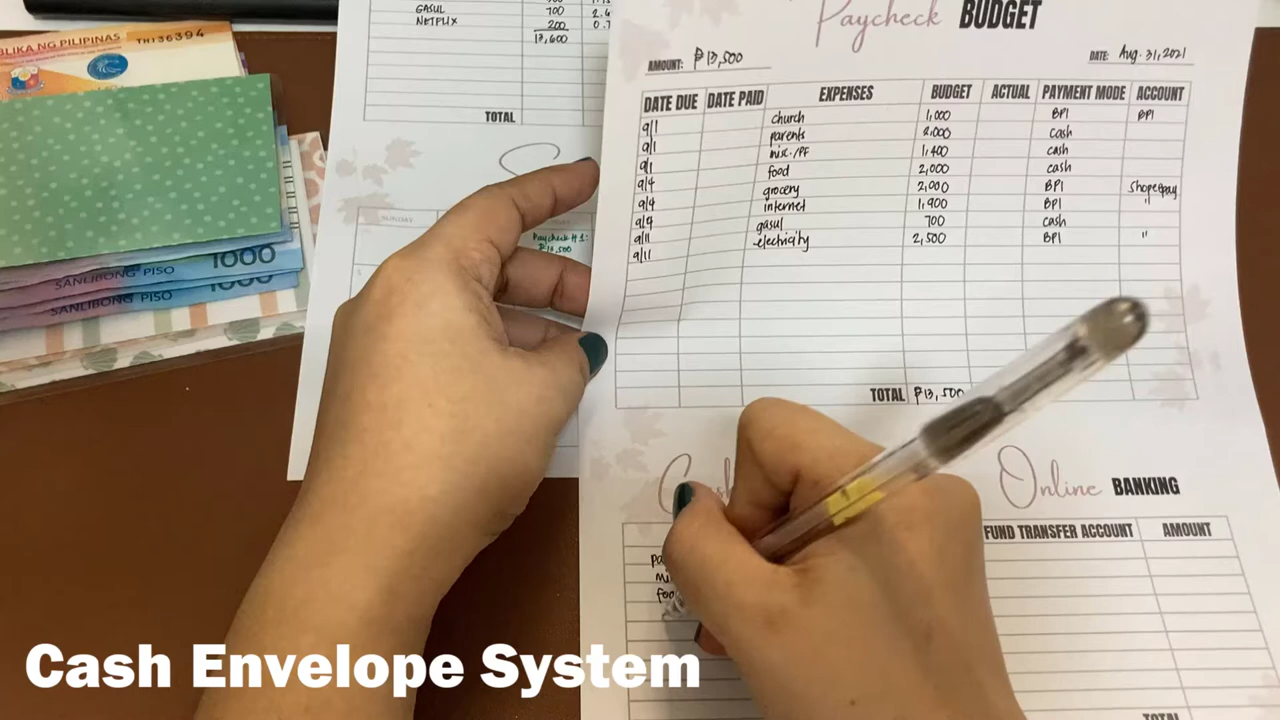 BLIKA NG PILIPINAS TH136394
1000
SANLIBONG PISO
1000
SANLIBONG PISO
GASUL 700
NETFLIX 200
13,600
TOTAL
Paycheck #1:
Paycheck BUDGET
AMOUNT: ₱13,500 DATE: Aug. 31, 2021
DATE DUE DATE PAID EXPENSES BUDGET ACTUAL PAYMENT MODE ACCOUNT
9/1 church 1,000 BPI BPI
9/1 parents 2,000 cash
9/1 misc./PF 1,400 cash
9/4 food 2,000 cash
9/4 grocery 2,000 BPI Shopeepay
9/4 internet 1,900 BPI "
9/11 gasul 700 cash
9/11 electricity 2,500 BPI "
TOTAL ₱13,500
Online BANKING
FUND TRANSFER ACCOUNT AMOUNT
TOTAL
Cash Envelope System